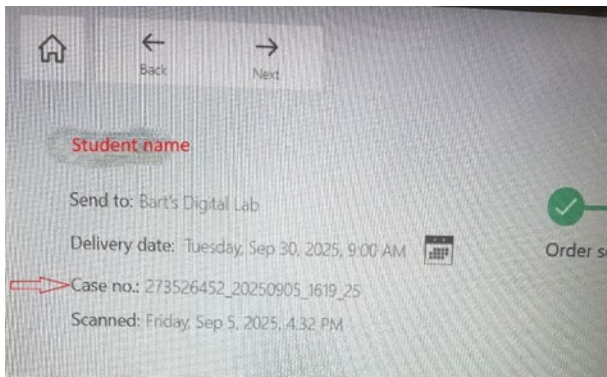 Back
Next
Student name
Send to: Bart's Digital Lab
Delivery date: Tuesday, Sep 30, 2025, 9:00 AM
Order s
Case no.: 273526452_20250905_1619_25
Scanned: Friday, Sep 5, 2025, 4:32 PM